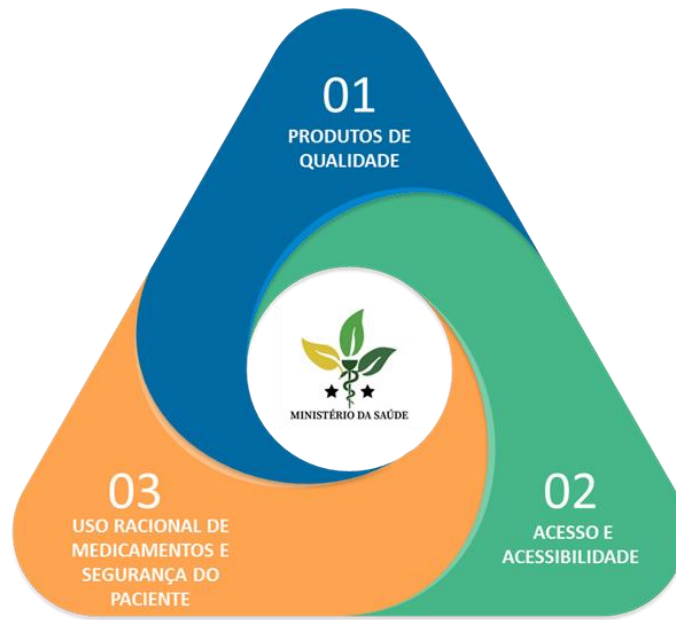 01
PRODUTOS DE
QUALIDADE
MINISTÉRIO DA SAÚDE
03
USO RACIONAL DE
MEDICAMENTOS E
SEGURANÇA DO
PACIENTE
02
ACESSO E
ACESSIBILIDADE